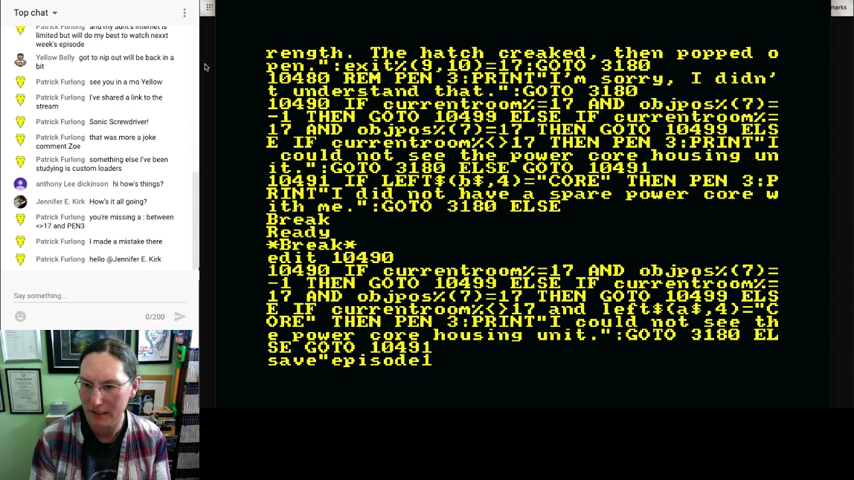 Top chat
Patrick Furlong and my aunt's internet is
limited but will do my best to watch nexxt
week's episode
Yellow Belly got to nip out will be back in a
bit
Patrick Furlong see you in a mo Yellow
Patrick Furlong I've shared a link to the
stream
Patrick Furlong Sonic Screwdriver!
Patrick Furlong that was more a joke
comment Zoe
Patrick Furlong something else I've been
studying is custom loaders
anthony Lee dickinson hi how's things?
Jennifer E. Kirk How's it all going?
Patrick Furlong you're missing a : between
<>17 and PEN3
Patrick Furlong I made a mistake there
Patrick Furlong hello @Jennifer E. Kirk
Say something...
0/200
marks
rength. The hatch creaked, then popped o
pen.":exit%(9,10)=17:GOTO 3180
10480 REM PEN 3:PRINT"I'm sorry, I didn'
t understand that.":GOTO 3180
10490 IF currentroom%=17 AND objpos%(7)=
-1 THEN GOTO 10499 ELSE IF currentroom%=
17 AND objpos%(7)=17 THEN GOTO 10499 ELS
E IF currentroom%<>17 THEN PEN 3:PRINT"I
could not see the power core housing un
it.":GOTO 3180 ELSE GOTO 10491
10491 IF LEFT$(b$,4)="CORE" THEN PEN 3:P
RINT"I did not have a spare power core w
ith me.":GOTO 3180 ELSE
Break
Ready
*Break*
edit 10490
10490 IF currentroom%=17 AND objpos%(7)=
-1 THEN GOTO 10499 ELSE IF currentroom%=
17 AND objpos%(7)=17 THEN GOTO 10499 ELS
E IF currentroom%<>17 and left$(a$,4)="C
ORE" THEN PEN 3:PRINT"I could not see th
e power core housing unit.":GOTO 3180 EL
SE GOTO 10491
save"episode1